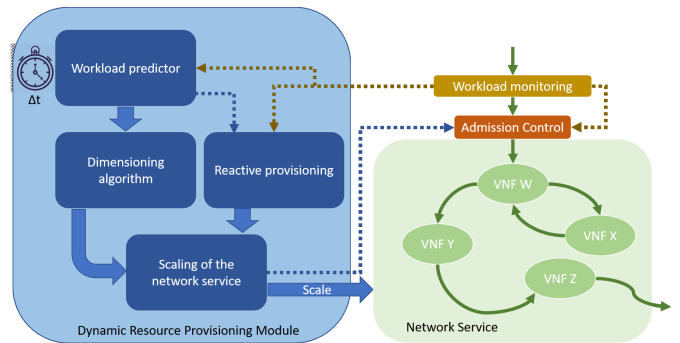 Δt
Workload predictor
Dimensioning
algorithm
Reactive provisioning
Scaling of the
network service
Scale
Dynamic Resource Provisioning Module
Workload monitoring
Admission Control
VNF W
VNF X
VNF Y
VNF Z
Network Service